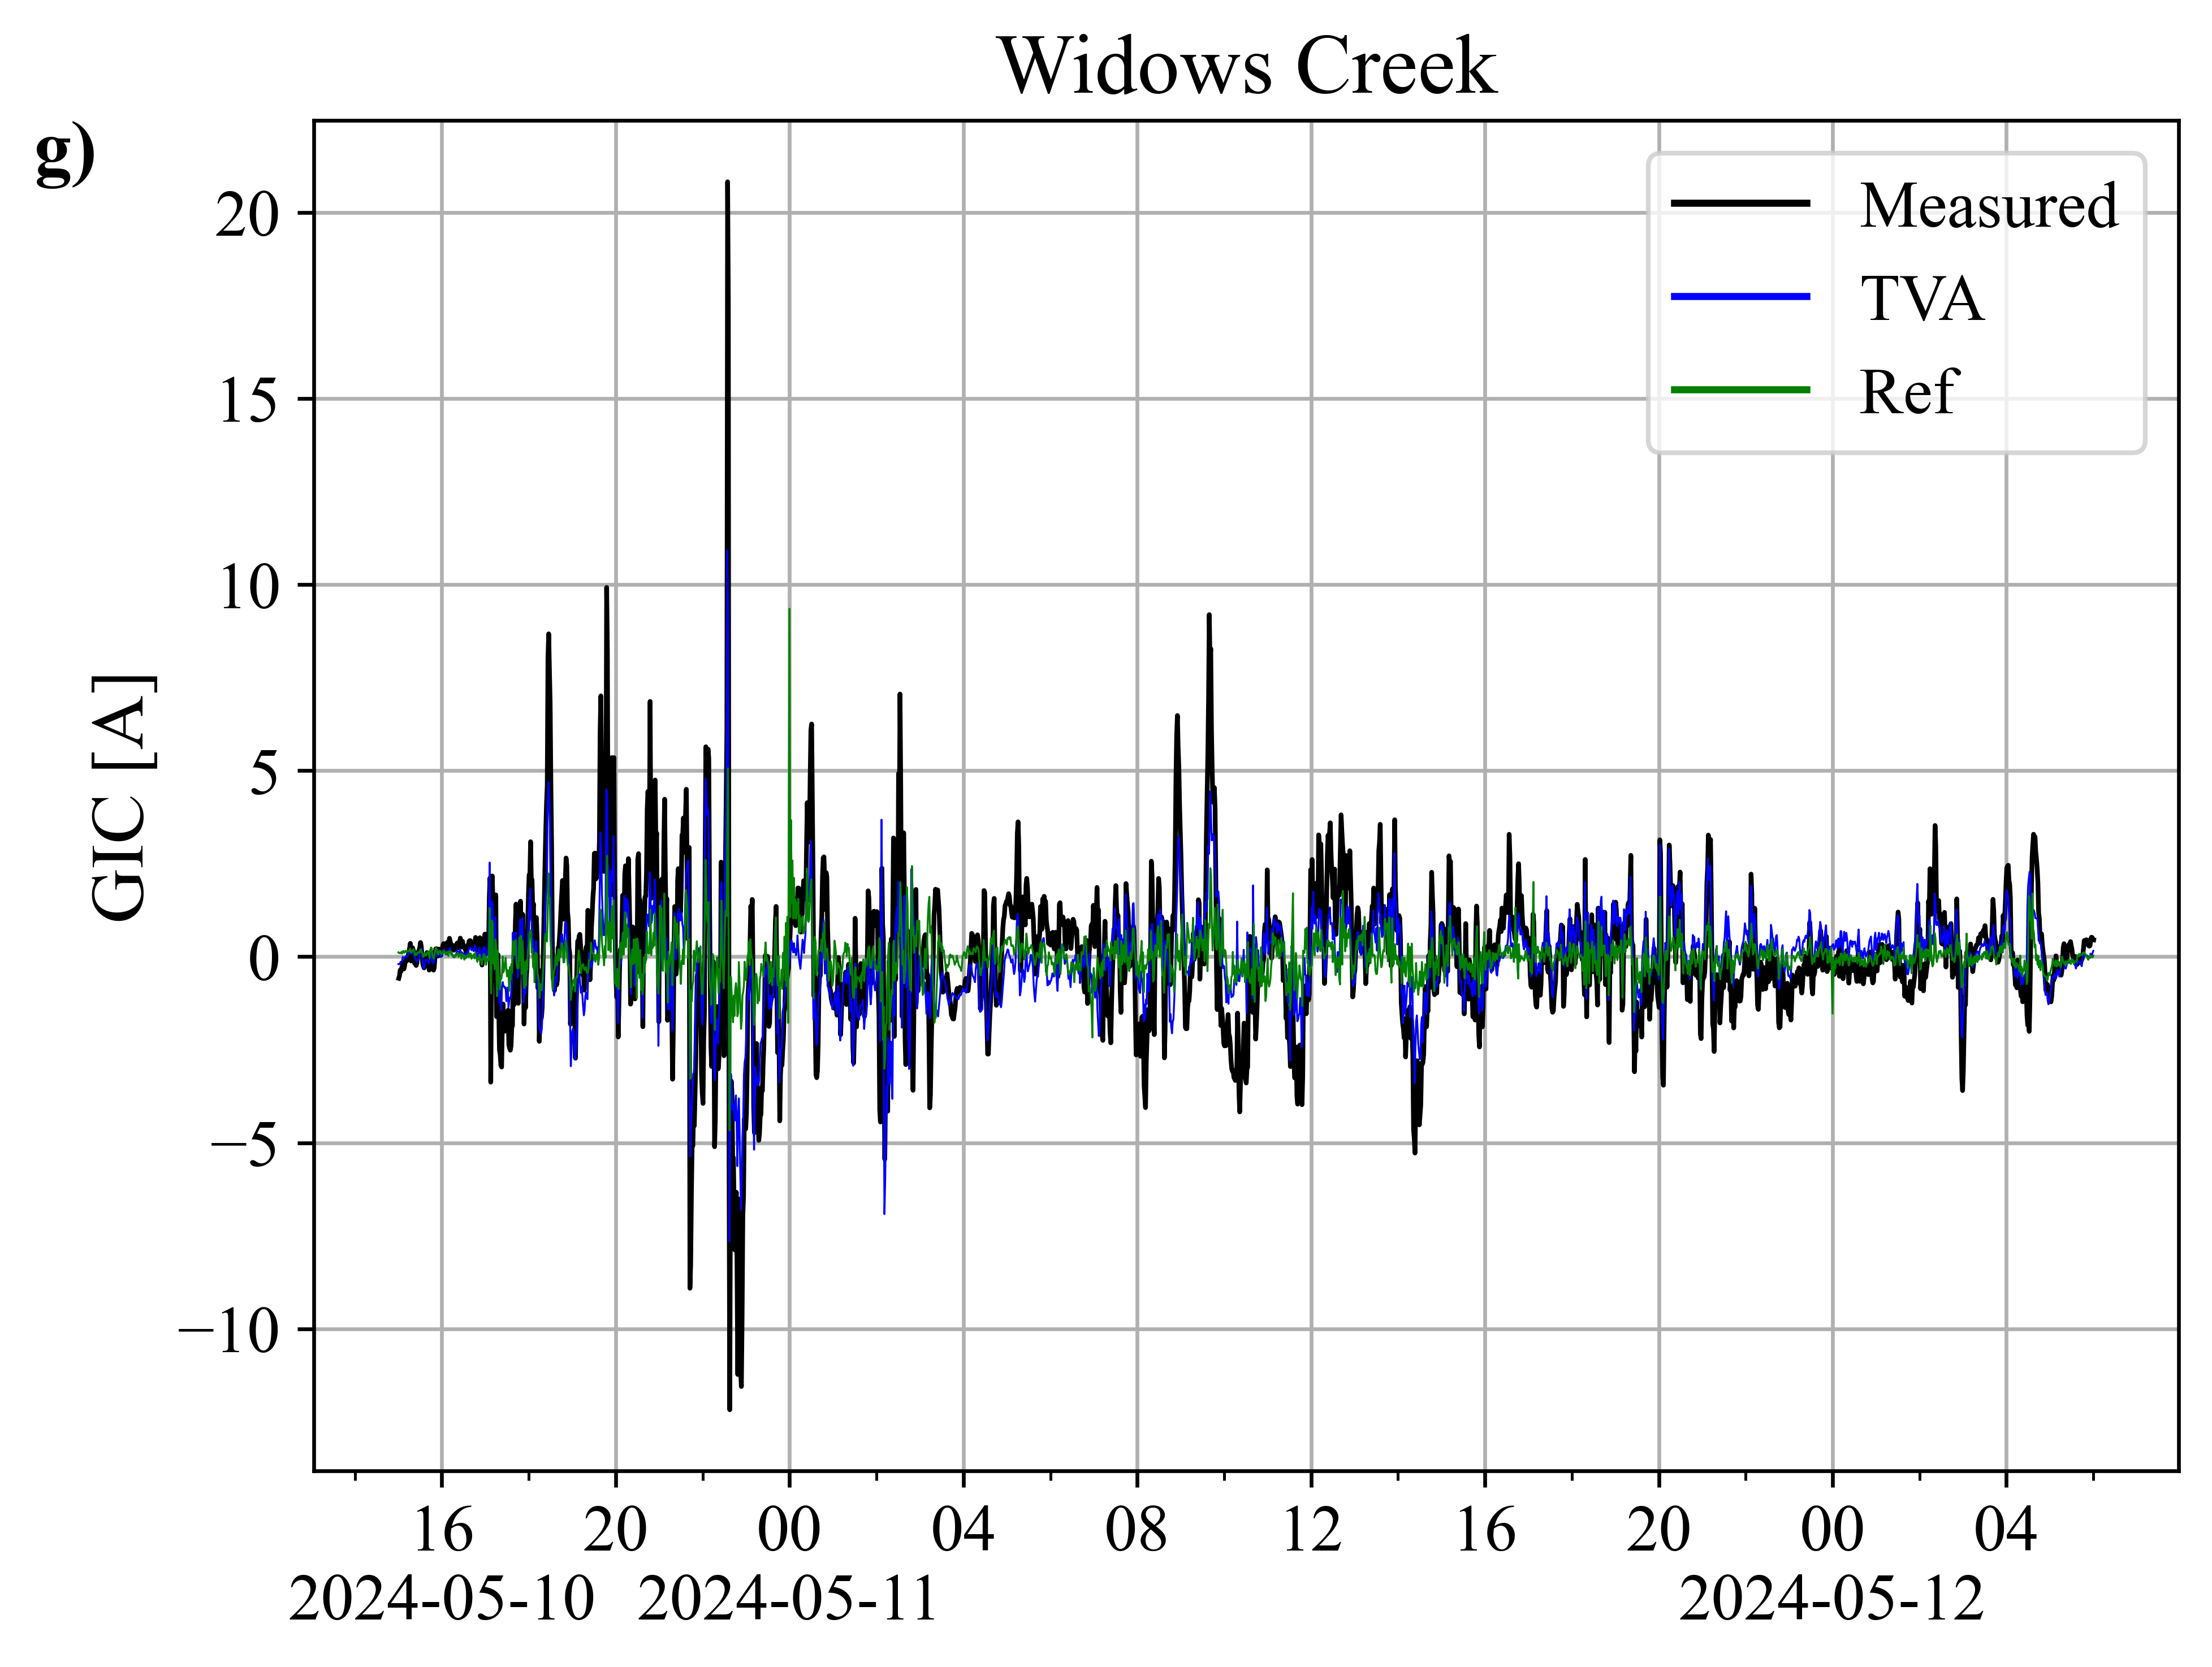 Widows Creek
g)
Measured
TVA
Ref
GIC [A]
20
15
10
5
0
−5
−10
16 20 00 04 08 12 16 20 00 04
2024-05-10 2024-05-11 2024-05-12